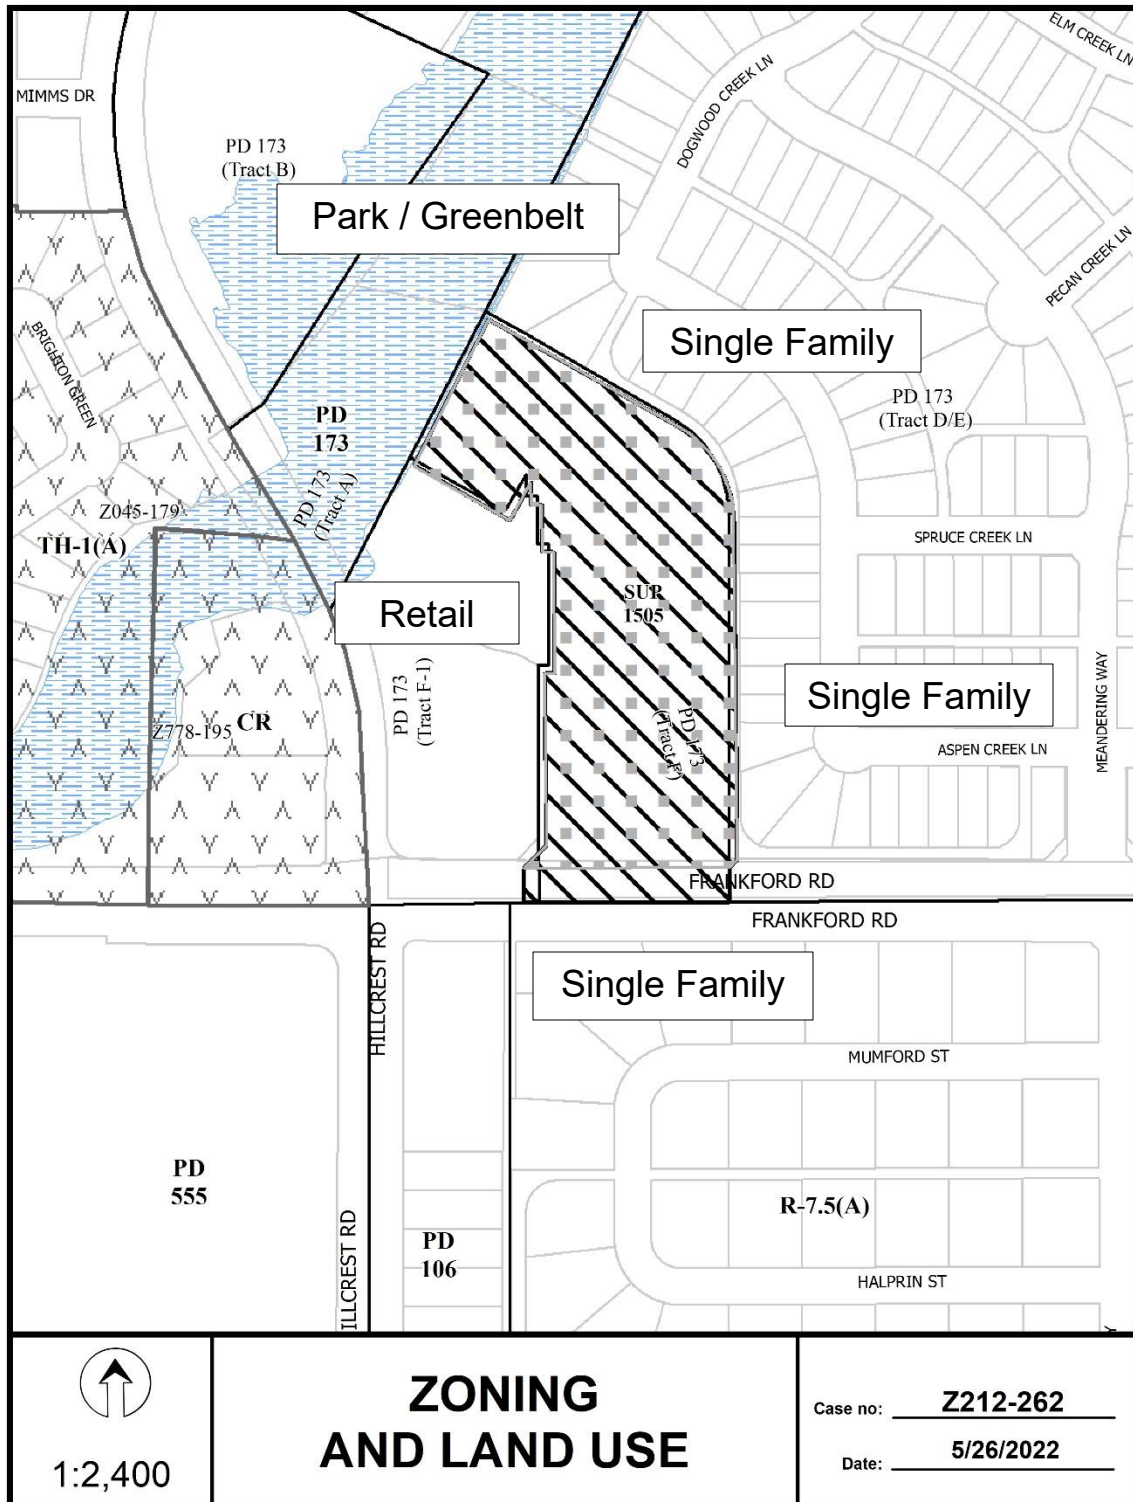 ELM CREEK LN
MIMMS DR
DOGWOOD CREEK LN
PD 173
(Tract B)
Park / Greenbelt
PECAN CREEK LN
Single Family
BRIGHTON GREEN
PD 173
(Tract D/E)
PD
173
PD 173
(Tract A)
Z045-179
TH-1(A)
SPRUCE CREEK LN
SUP
1505
Retail
PD 173
(Tract F-1)
Single Family
MEANDERING WAY
Z778-195
CR
PD 173
(Tract F)
ASPEN CREEK LN
FRANKFORD RD
FRANKFORD RD
HILLCREST RD
Single Family
MUMFORD ST
PD
555
R-7.5(A)
PD
106
ILLCREST RD
HALPRIN ST
Y
1:2,400
ZONING
AND LAND USE
Case no: Z212-262
Date: 5/26/2022